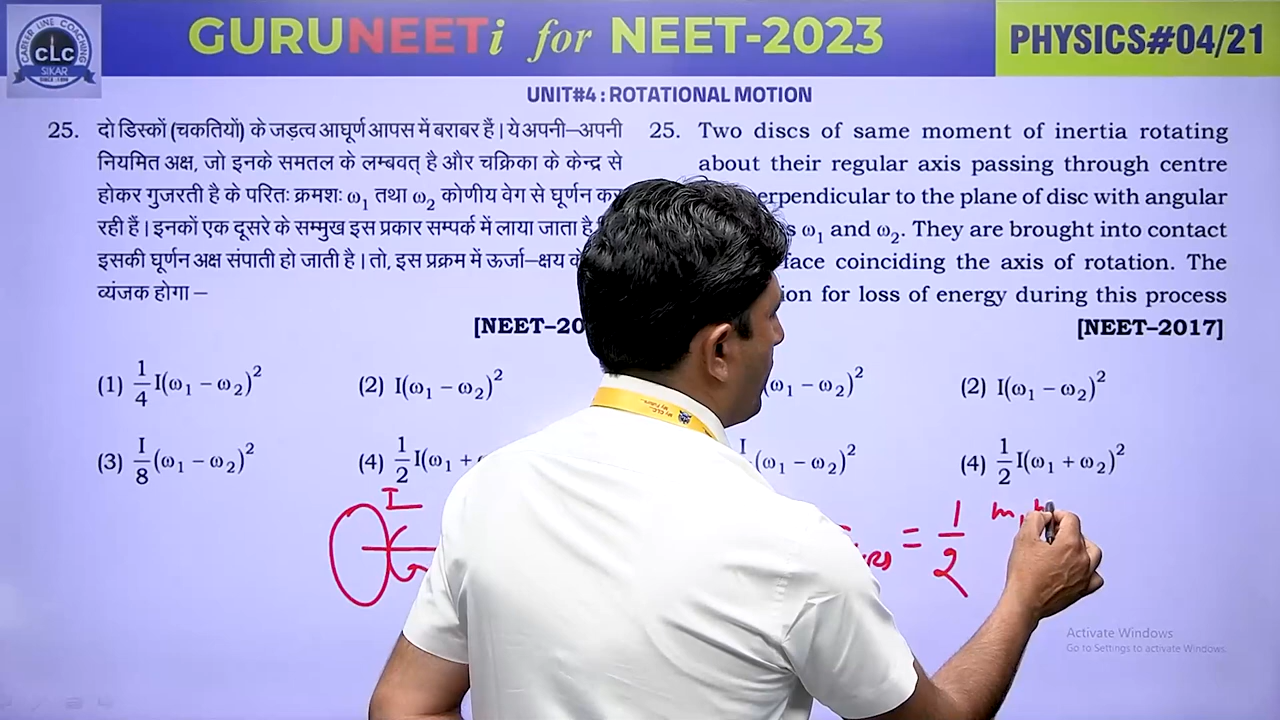 CAREER LINE COACHING
CLC
SIKAR
SINCE : 1996
GURUNEETi for NEET-2023
PHYSICS#04/21
UNIT#4 : ROTATIONAL MOTION
25. दो डिस्कों (चकतियों) के जड़त्व आघूर्ण आपस में बराबर हैं। ये अपनी–अपनी
नियमित अक्ष, जो इनके समतल के लम्बवत् है और चक्रिका के केन्द्र से
होकर गुजरती है के परितः क्रमशः ω₁ तथा ω₂ कोणीय वेग से घूर्णन कर
रही हैं। इनकों एक दूसरे के सम्मुख इस प्रकार सम्पर्क में लाया जाता है
इसकी घूर्णन अक्ष संपाती हो जाती है। तो, इस प्रक्रम में ऊर्जा–क्षय
व्यंजक होगा –
[NEET–20
(1) 1/4 I(ω₁ – ω₂)²
(2) I(ω₁ – ω₂)²
(3) I/8 (ω₁ – ω₂)²
(4) 1/2 I(ω₁ +
25. Two discs of same moment of inertia rotating
about their regular axis passing through centre
erpendicular to the plane of disc with angular
s ω₁ and ω₂. They are brought into contact
face coinciding the axis of rotation. The
ion for loss of energy during this process
[NEET–2017]
(ω₁ – ω₂)²
(2) I(ω₁ – ω₂)²
I (ω₁ – ω₂)²
(4) 1/2 I(ω₁ + ω₂)²
I
= 1/2 m₁
Activate Windows
Go to Settings to activate Windows.